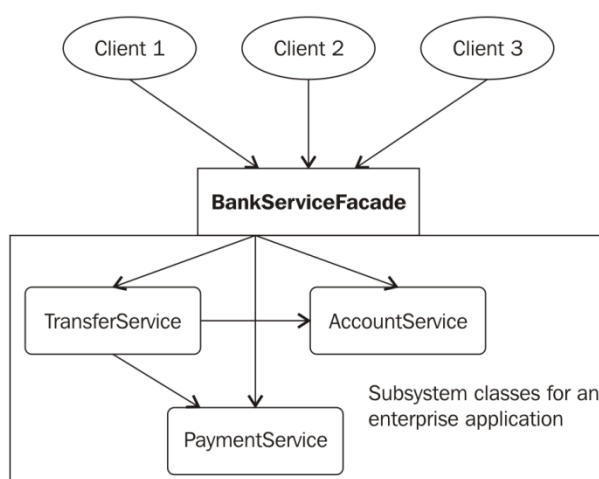 Client 1
Client 2
Client 3
BankServiceFacade
TransferService
AccountService
Subsystem classes for an
enterprise application
PaymentService